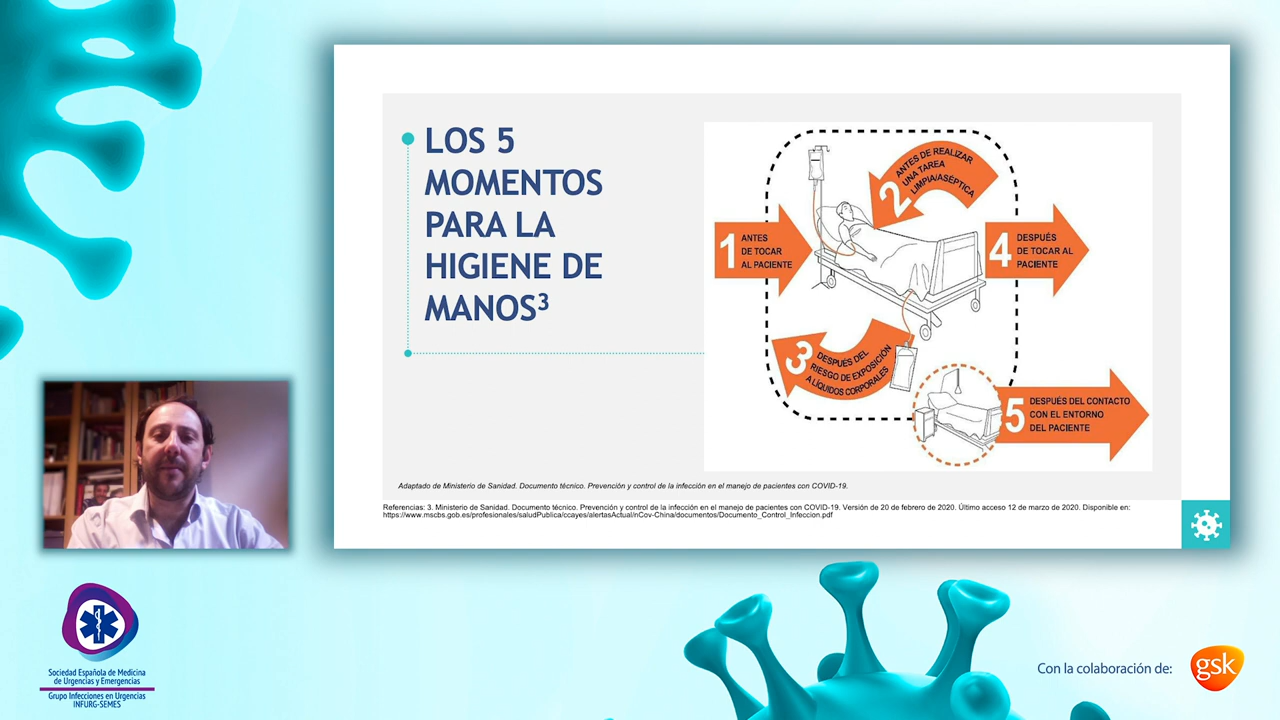 LOS 5
MOMENTOS
PARA LA
HIGIENE DE
MANOS³
1
ANTES
DE TOCAR
AL PACIENTE
2
ANTES DE REALIZAR
UNA TAREA
LIMPIA/ASÉPTICA
3
DESPUÉS DEL
RIESGO DE EXPOSICIÓN
A LÍQUIDOS CORPORALES
4
DESPUÉS
DE TOCAR AL
PACIENTE
5
DESPUÉS DEL CONTACTO
CON EL ENTORNO
DEL PACIENTE
Adaptado de Ministerio de Sanidad. Documento técnico. Prevención y control de la infección en el manejo de pacientes con COVID-19.
Referencias: 3. Ministerio de Sanidad. Documento técnico. Prevención y control de la infección en el manejo de pacientes con COVID-19. Versión de 20 de febrero de 2020. Último acceso 12 de marzo de 2020. Disponible en:
https://www.mscbs.gob.es/profesionales/saludPublica/ccayes/alertasActual/nCov-China/documentos/Documento_Control_Infeccion.pdf
Sociedad Española de Medicina
de Urgencias y Emergencias
Grupo Infecciones en Urgencias
INFURG-SEMES
Con la colaboración de:
gsk